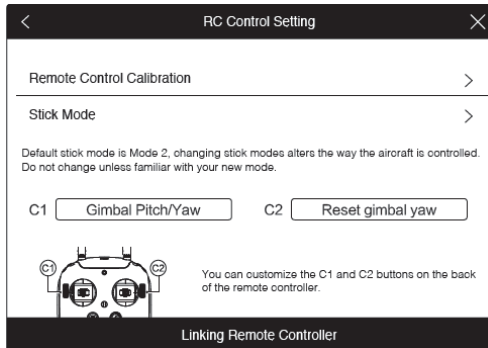 RC Control Setting
Remote Control Calibration
Stick Mode
Default stick mode is Mode 2, changing stick modes alters the way the aircraft is controlled.
Do not change unless familiar with your new mode.
C1 Gimbal Pitch/Yaw C2 Reset gimbal yaw
C1 C2
You can customize the C1 and C2 buttons on the back
of the remote controller.
Linking Remote Controller